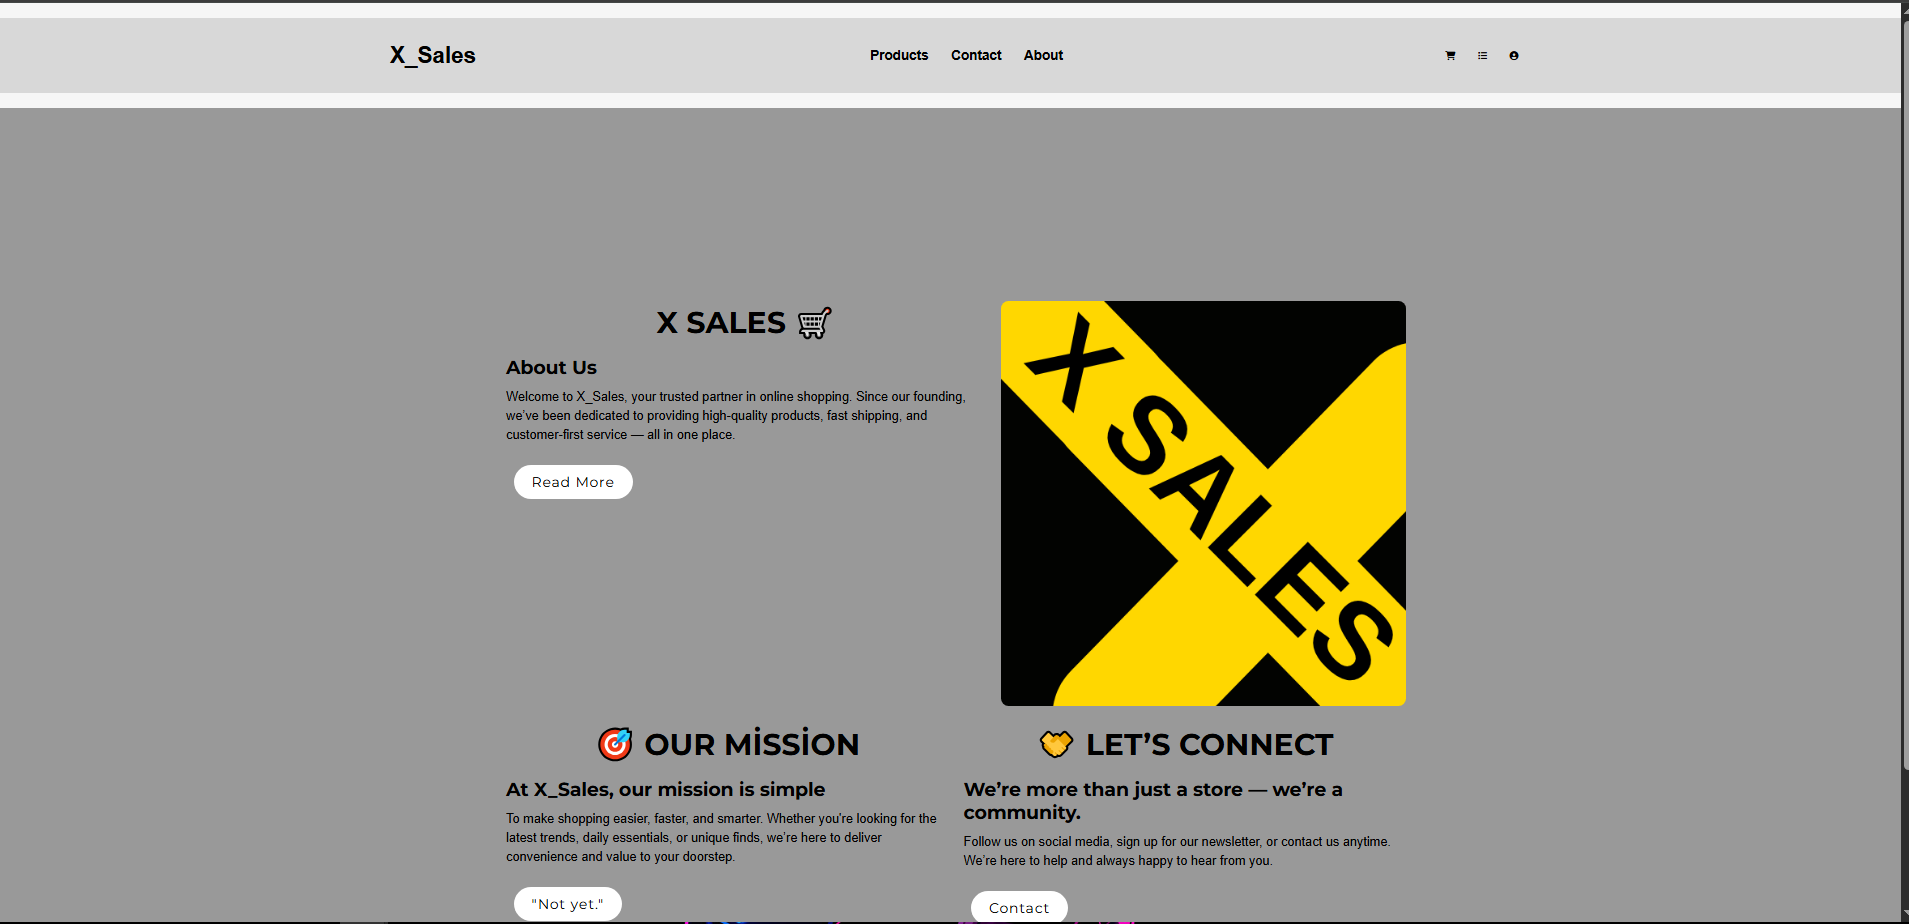 X_Sales
Products
Contact
About
X SALES
About Us
Welcome to X_Sales, your trusted partner in online shopping. Since our founding,
we’ve been dedicated to providing high-quality products, fast shipping, and
customer-first service — all in one place.
Read More
X SALES
OUR MİSSİON
At X_Sales, our mission is simple
To make shopping easier, faster, and smarter. Whether you're looking for the
latest trends, daily essentials, or unique finds, we’re here to deliver
convenience and value to your doorstep.
"Not yet."
LET’S CONNECT
We’re more than just a store — we’re a
community.
Follow us on social media, sign up for our newsletter, or contact us anytime.
We’re here to help and always happy to hear from you.
Contact